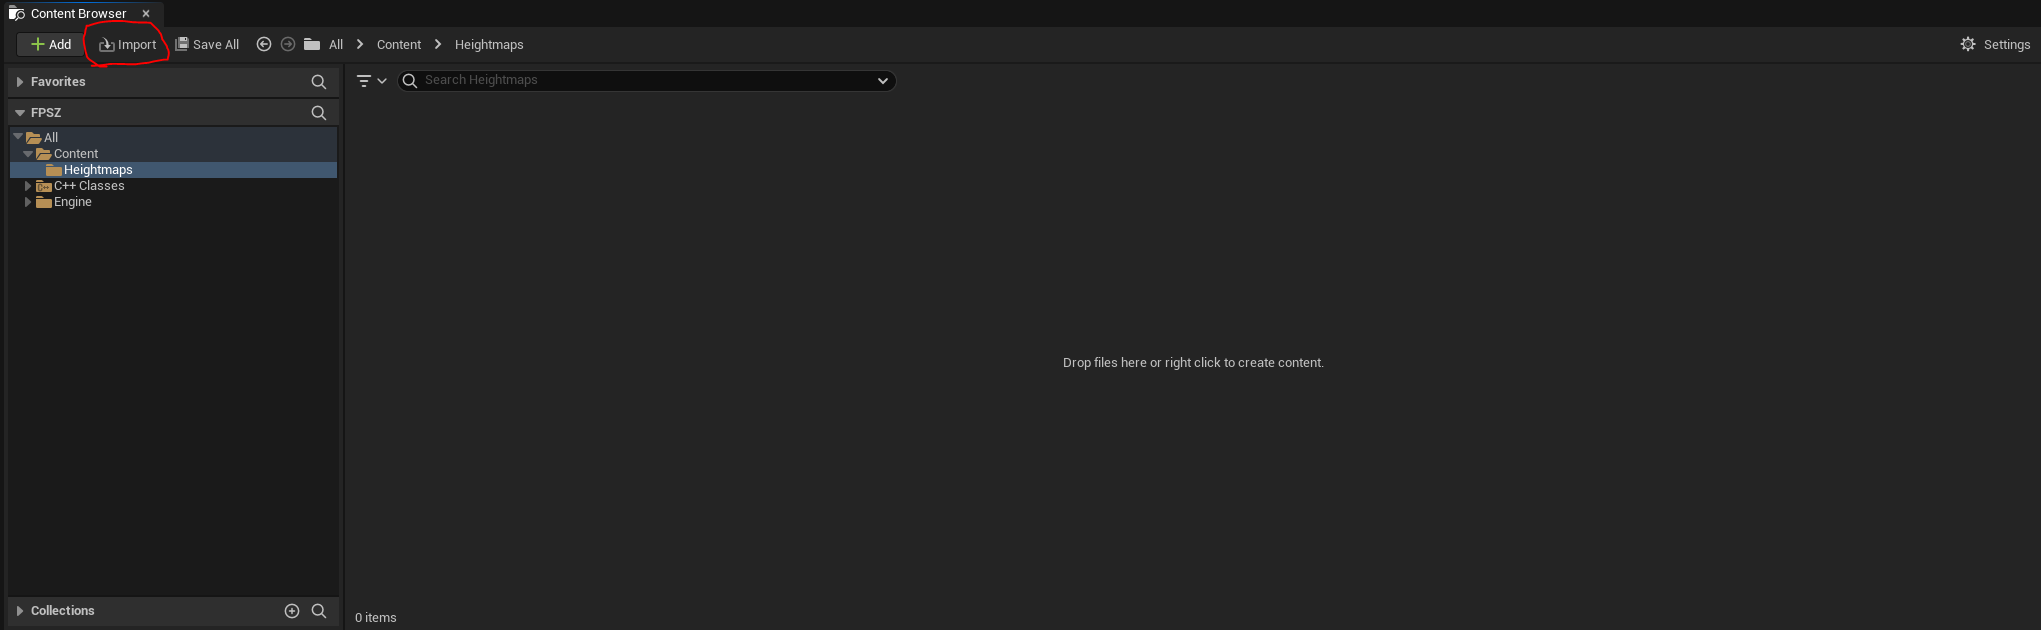 Content Browser
Add Import Save All All Content Heightmaps Settings
Favorites
Search Heightmaps
FPSZ
All
Content
Heightmaps
C++ Classes
Engine
Drop files here or right click to create content.
Collections
0 items